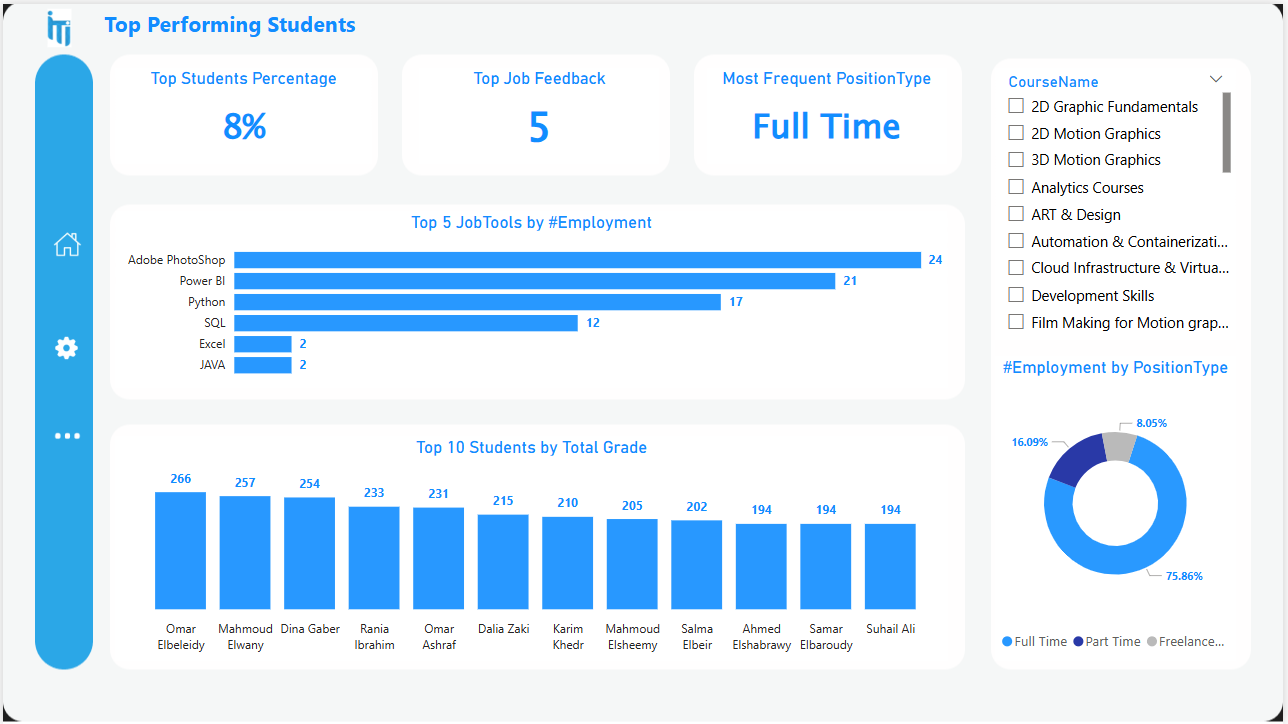 iTi
Top Performing Students
Top Students Percentage
8%
Top Job Feedback
5
Most Frequent PositionType
Full Time
CourseName
2D Graphic Fundamentals
2D Motion Graphics
3D Motion Graphics
Analytics Courses
ART & Design
Automation & Containerizati...
Cloud Infrastructure & Virtua...
Development Skills
Film Making for Motion grap...
Top 5 JobTools by #Employment
Adobe PhotoShop 24
Power BI 21
Python 17
SQL 12
Excel 2
JAVA 2
#Employment by PositionType
8.05%
16.09%
75.86%
Full Time Part Time Freelance...
Top 10 Students by Total Grade
266 257 254 233 231 215 210 205 202 194 194 194
Omar Mahmoud Dina Gaber Rania Omar Dalia Zaki Karim Mahmoud Salma Ahmed Samar Suhail Ali
Elbeleidy Elwany Ibrahim Ashraf Khedr Elsheemy Elbeir Elshabrawy Elbaroudy